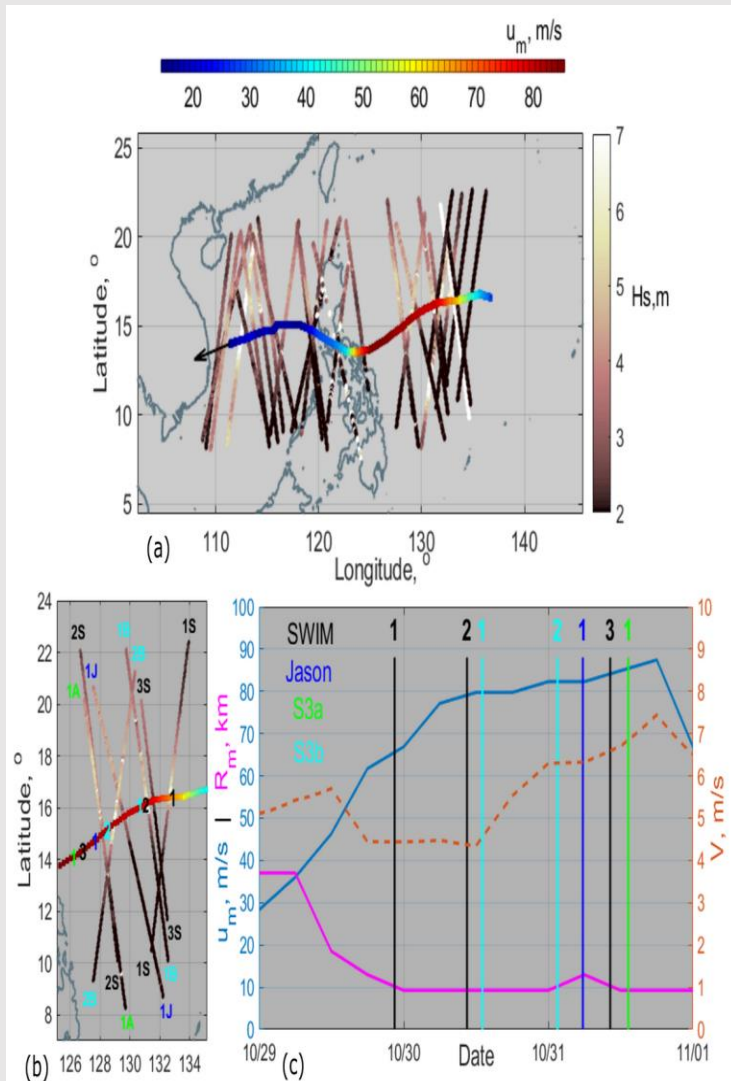 u_m, m/s
20 30 40 50 60 70 80
25
20
15
10
5
Latitude, °
110 120 130 140
Longitude, °
7
6
5
4
3
2
Hs,m
(a)
24
22
20
18
16
14
12
10
8
Latitude, °
2S
1S
1S
1J
3S
3S
1A
1
2
1
3
2S
2S
1S
3S
1S
1J
1A
126 128 130 132 134
(b)
100
90
80
70
60
50
40
30
20
10
0
u_m, m/s | R_m, km
SWIM
Jason
S3a
S3b
1 2 1 2 1 3 1
10
9
8
7
6
5
4
3
2
1
0
V, m/s
10/29 10/30 10/31 11/01
Date
(c)